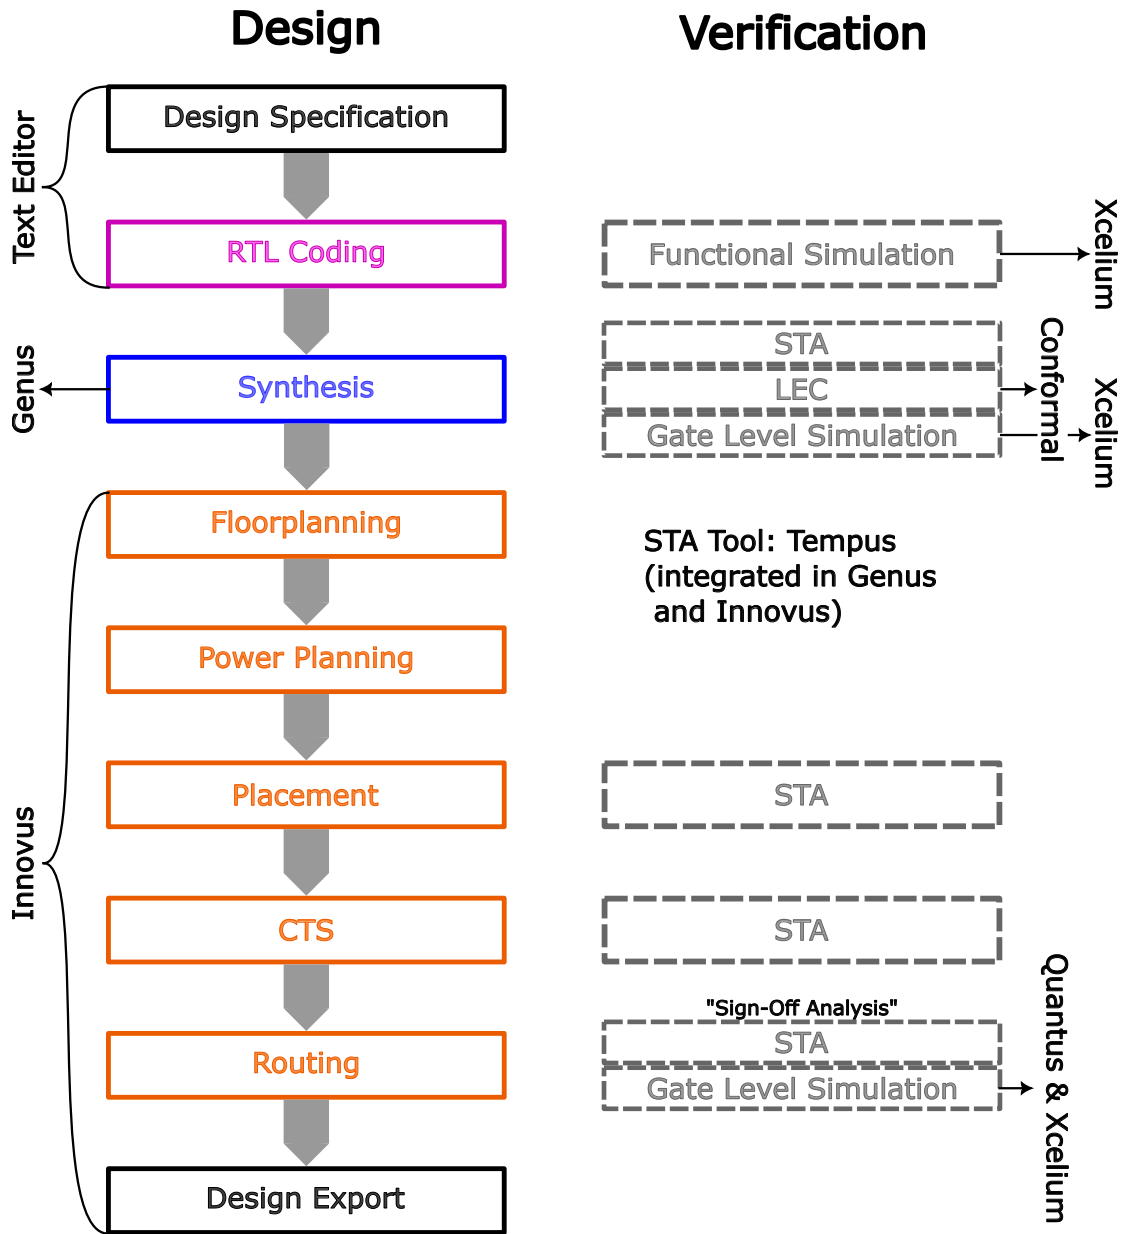 Design
Verification
Text Editor
Design Specification
RTL Coding
Functional Simulation
Xcelium
Genus
Synthesis
STA
LEC
Gate Level Simulation
Conformal
Xcelium
Innovus
Floorplanning
STA Tool: Tempus
(integrated in Genus
and Innovus)
Power Planning
Placement
STA
CTS
STA
Routing
"Sign-Off Analysis"
STA
Gate Level Simulation
Quantus & Xcelium
Design Export